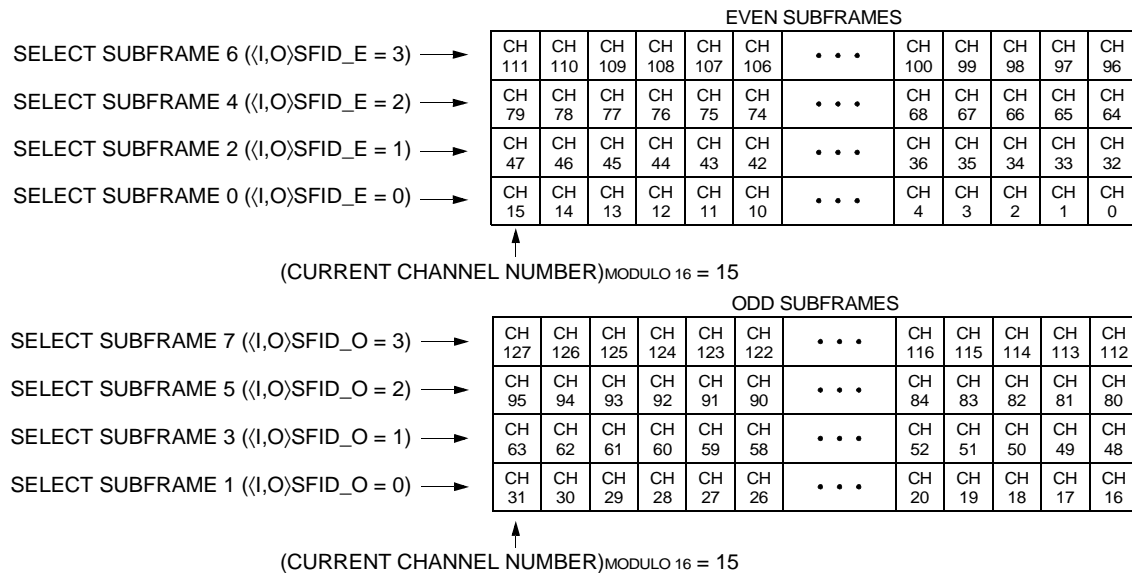 EVEN SUBFRAMES
SELECT SUBFRAME 6 (⟨I,O⟩SFID_E = 3) CH 111 CH 110 CH 109 CH 108 CH 107 CH 106 • • • CH 100 CH 99 CH 98 CH 97 CH 96
SELECT SUBFRAME 4 (⟨I,O⟩SFID_E = 2) CH 79 CH 78 CH 77 CH 76 CH 75 CH 74 • • • CH 68 CH 67 CH 66 CH 65 CH 64
SELECT SUBFRAME 2 (⟨I,O⟩SFID_E = 1) CH 47 CH 46 CH 45 CH 44 CH 43 CH 42 • • • CH 36 CH 35 CH 34 CH 33 CH 32
SELECT SUBFRAME 0 (⟨I,O⟩SFID_E = 0) CH 15 CH 14 CH 13 CH 12 CH 11 CH 10 • • • CH 4 CH 3 CH 2 CH 1 CH 0
(CURRENT CHANNEL NUMBER)MODULO 16 = 15
ODD SUBFRAMES
SELECT SUBFRAME 7 (⟨I,O⟩SFID_O = 3) CH 127 CH 126 CH 125 CH 124 CH 123 CH 122 • • • CH 116 CH 115 CH 114 CH 113 CH 112
SELECT SUBFRAME 5 (⟨I,O⟩SFID_O = 2) CH 95 CH 94 CH 93 CH 92 CH 91 CH 90 • • • CH 84 CH 83 CH 82 CH 81 CH 80
SELECT SUBFRAME 3 (⟨I,O⟩SFID_O = 1) CH 63 CH 62 CH 61 CH 60 CH 59 CH 58 • • • CH 52 CH 51 CH 50 CH 49 CH 48
SELECT SUBFRAME 1 (⟨I,O⟩SFID_O = 0) CH 31 CH 30 CH 29 CH 28 CH 27 CH 26 • • • CH 20 CH 19 CH 18 CH 17 CH 16
(CURRENT CHANNEL NUMBER)MODULO 16 = 15